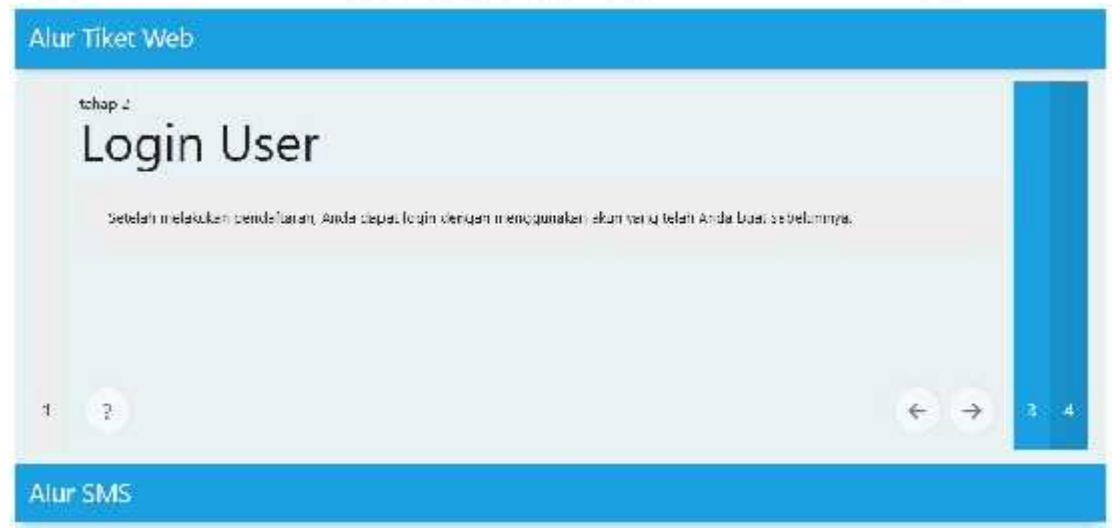 Alur Tiket Web
tahap 2
Login User
Setelah melakukan pendaftaran, Anda dapat login dengan menggunakan akun yang telah Anda buat sebelumnya.
1 ? ← → 3 4
Alur SMS